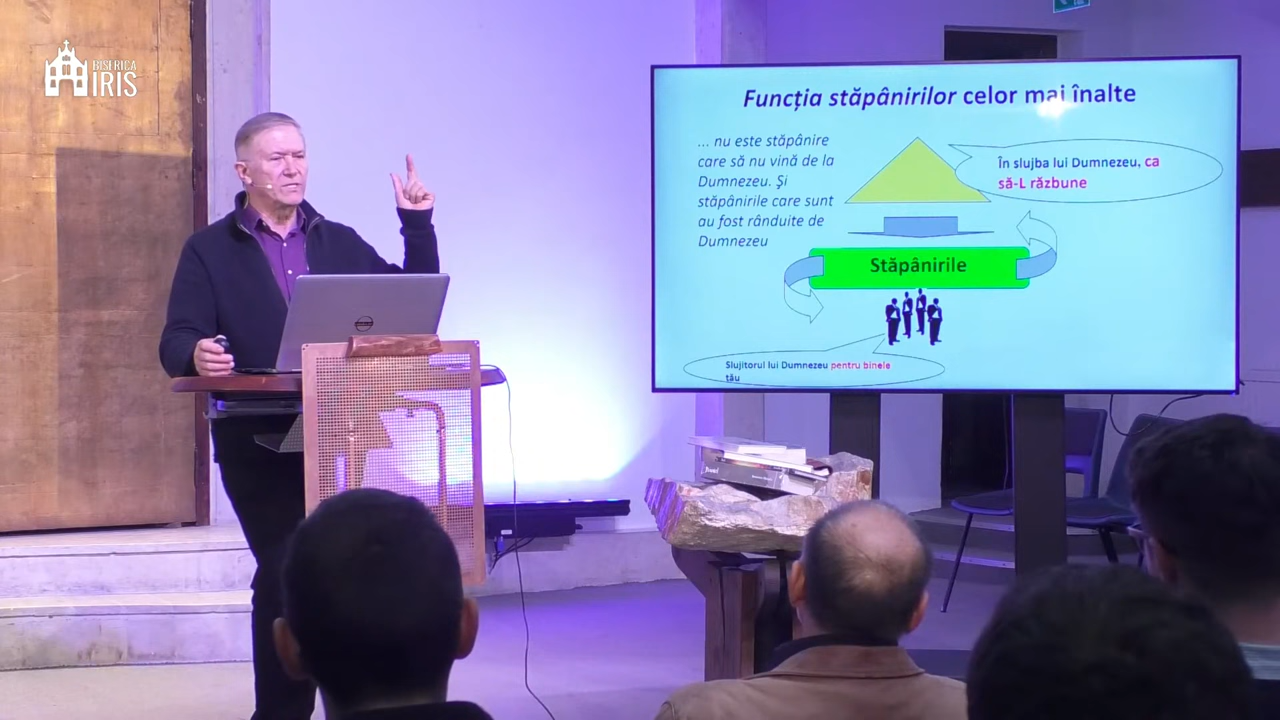 BISERICA
IRIS
Funcția stăpânirilor celor mai înalte
... nu este stăpânire
care să nu vină de la
Dumnezeu. Şi
stăpânirile care sunt
au fost rânduite de
Dumnezeu
În slujba lui Dumnezeu, ca
să-L răzbune
Stăpânirile
Slujitorul lui Dumnezeu pentru binele
tău